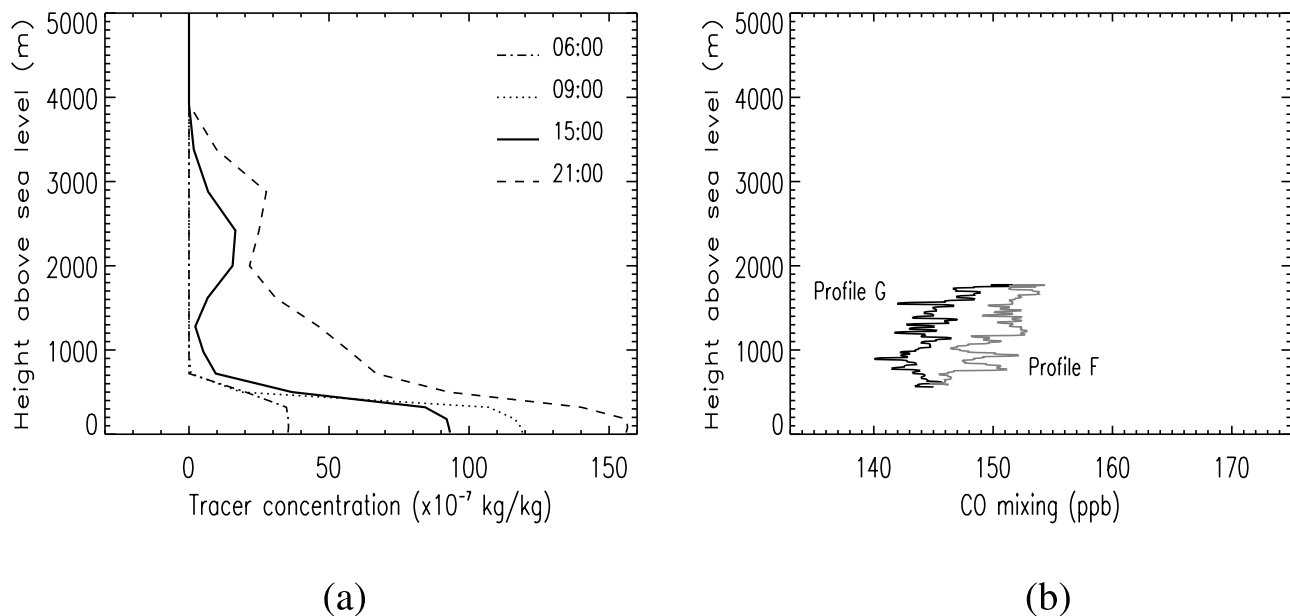 5000
4000
3000
2000
1000
0
Height above sea level (m)
06:00
09:00
15:00
21:00
0 50 100 150
Tracer concentration (x10⁻⁷ kg/kg)
(a)
5000
4000
3000
2000
1000
0
Height above sea level (m)
Profile G
Profile F
140 150 160 170
CO mixing (ppb)
(b)